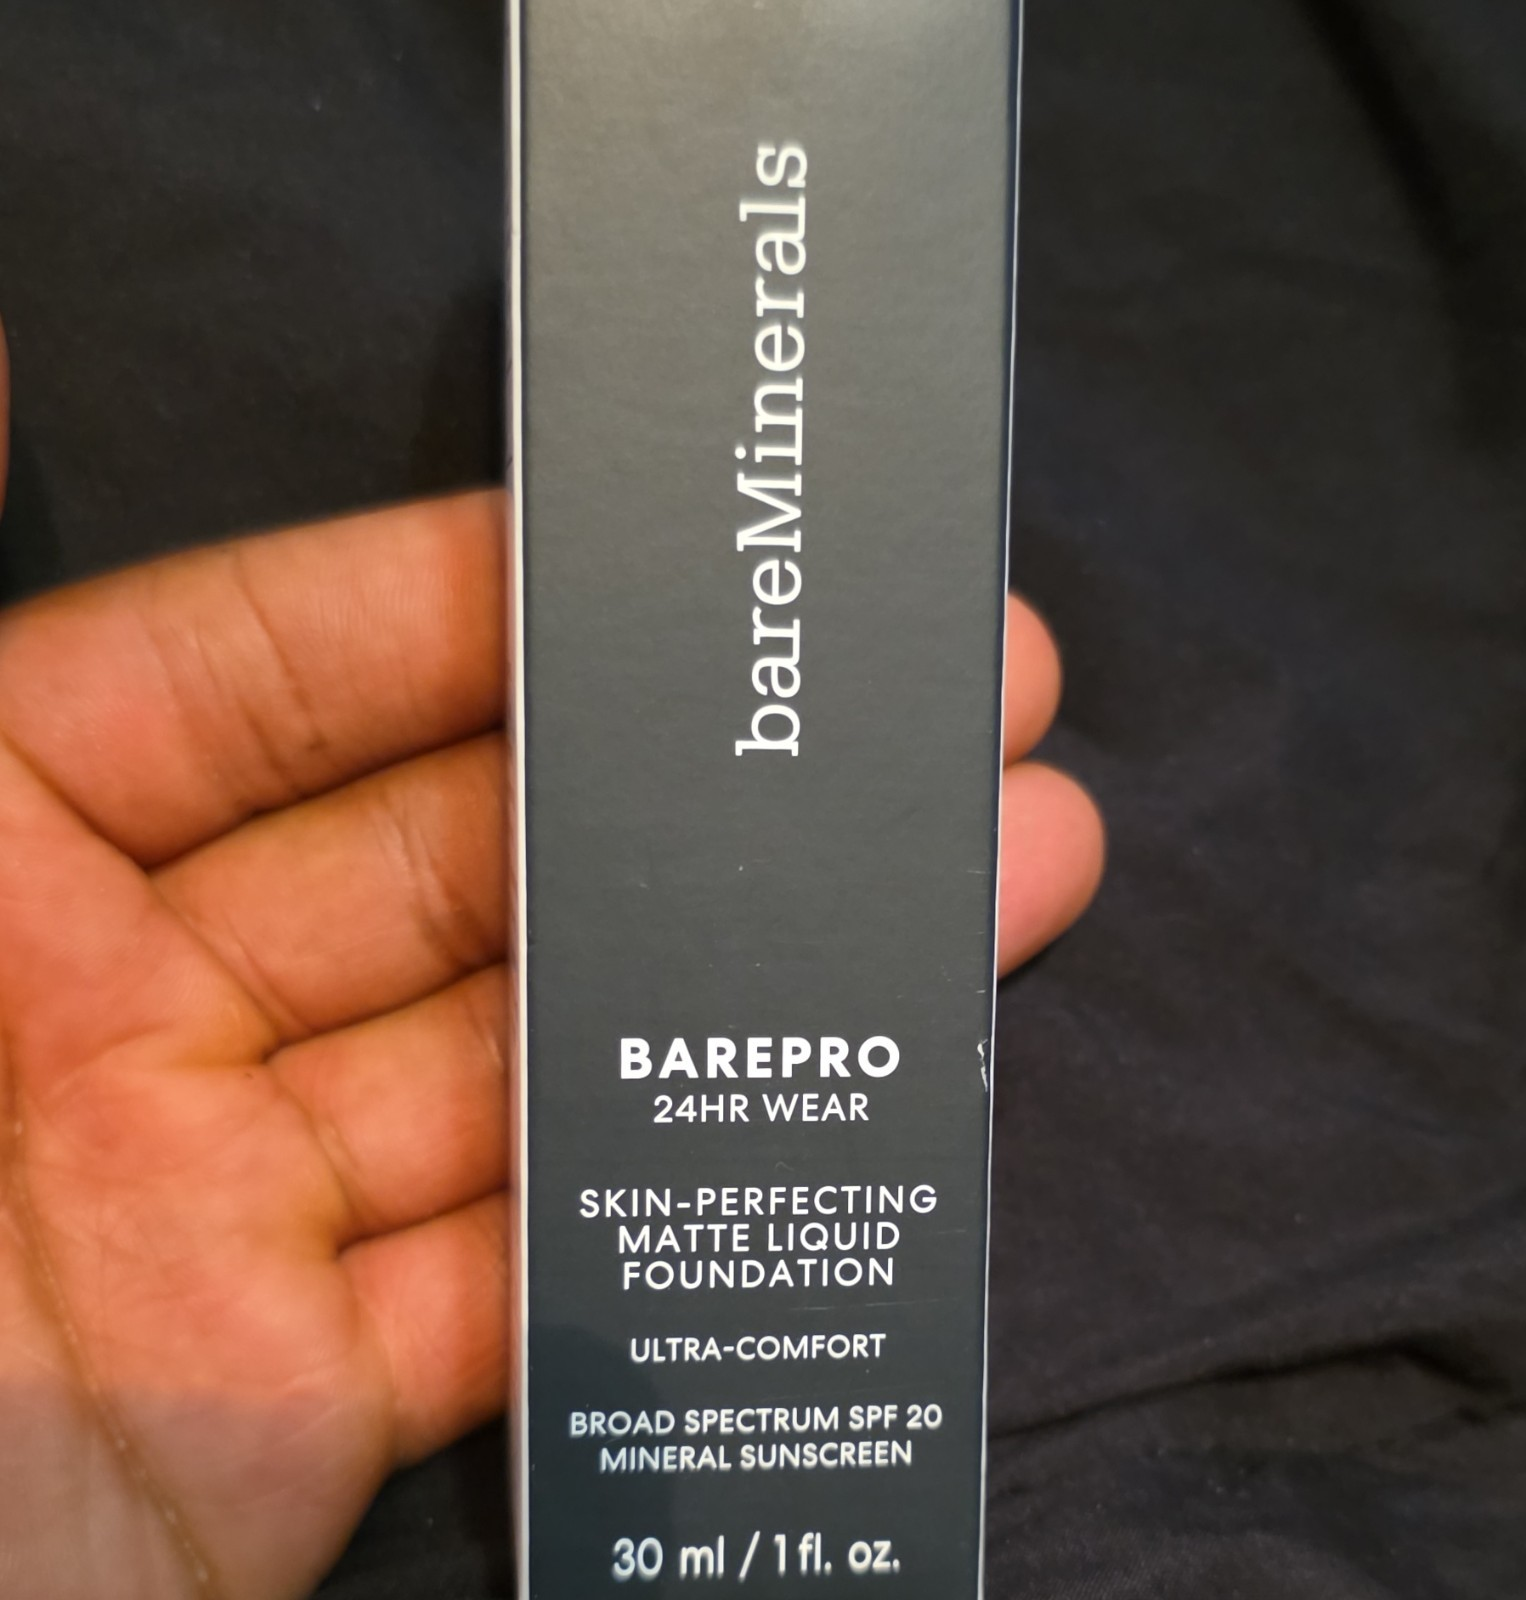 bareMinerals
BAREPRO
24HR WEAR
SKIN-PERFECTING
MATTE LIQUID
FOUNDATION
ULTRA-COMFORT
BROAD SPECTRUM SPF 20
MINERAL SUNSCREEN
30 ml / 1 fl. oz.